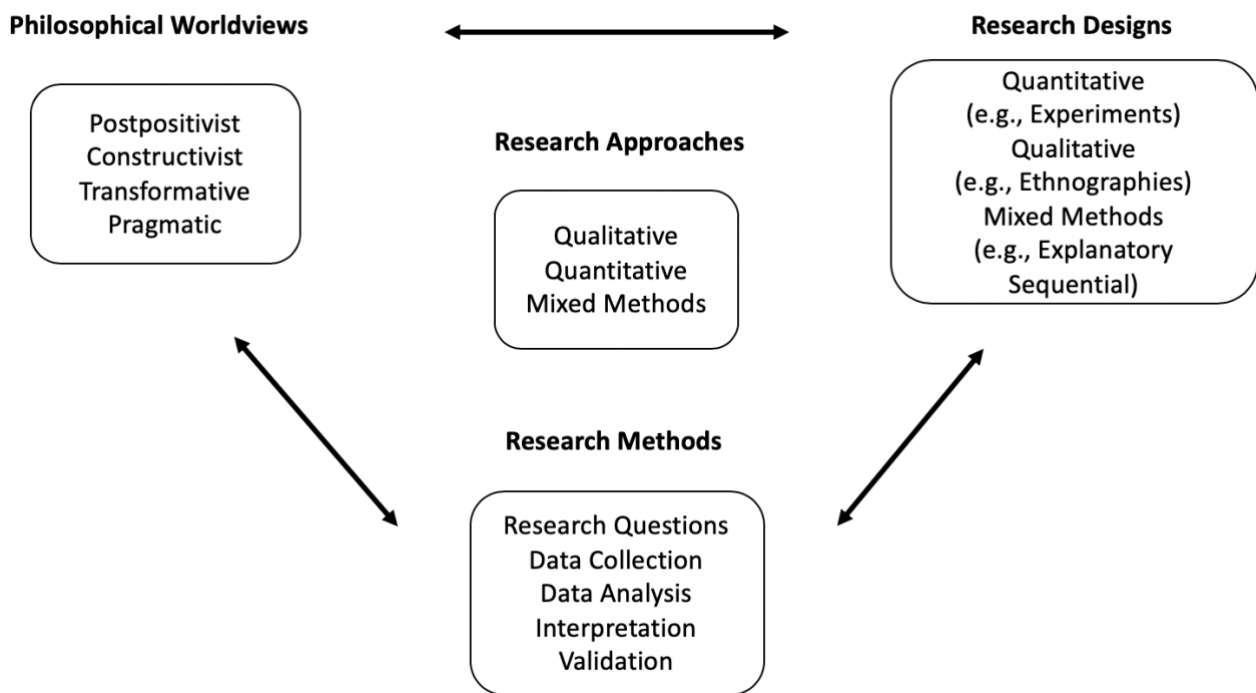 Philosophical Worldviews
Postpositivist
Constructivist
Transformative
Pragmatic
Research Approaches
Qualitative
Quantitative
Mixed Methods
Research Designs
Quantitative
(e.g., Experiments)
Qualitative
(e.g., Ethnographies)
Mixed Methods
(e.g., Explanatory
Sequential)
Research Methods
Research Questions
Data Collection
Data Analysis
Interpretation
Validation